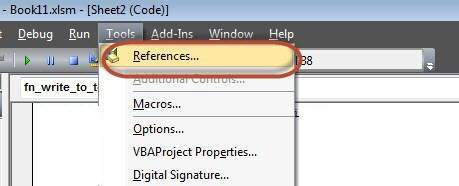 - Book11.xlsm - [Sheet2 (Code)]
Debug Run Tools Add-Ins Window Help
References...
Additional Controls...
fn_write_to_t
Macros...
Options...
VBAProject Properties...
Digital Signature...